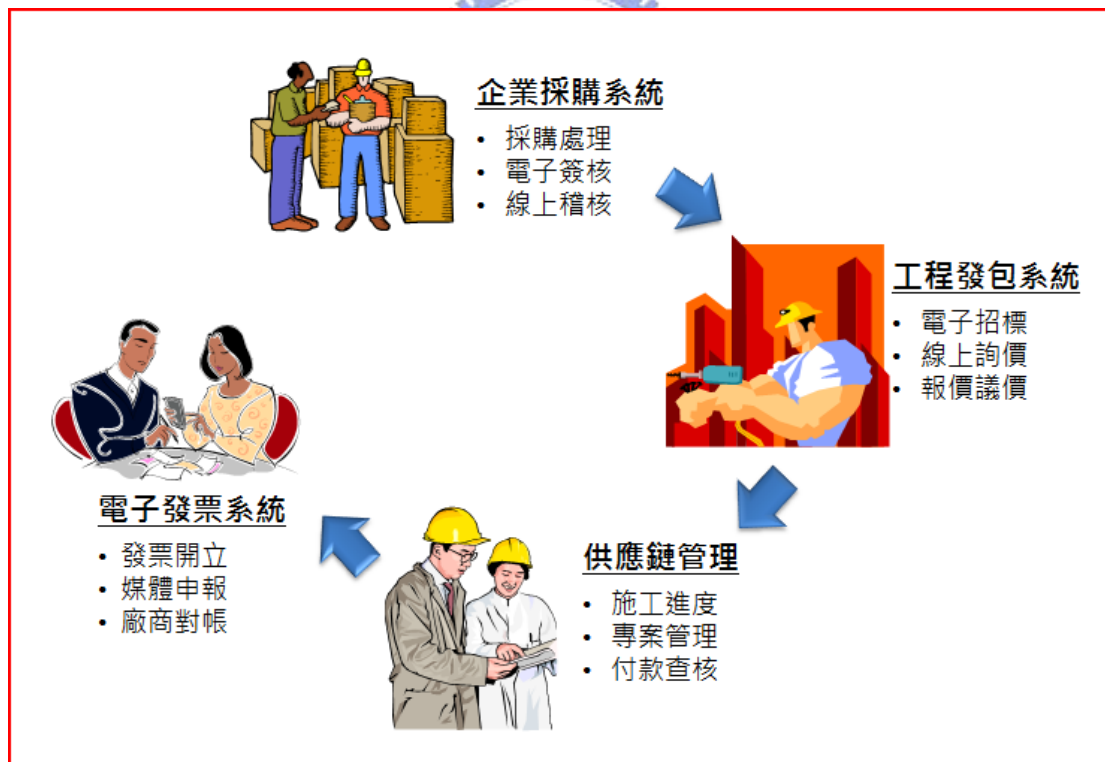 企業採購系統
• 採購處理
• 電子簽核
• 線上稽核
工程發包系統
• 電子招標
• 線上詢價
• 報價議價
供應鏈管理
• 施工進度
• 專案管理
• 付款查核
電子發票系統
• 發票開立
• 媒體申報
• 廠商對帳